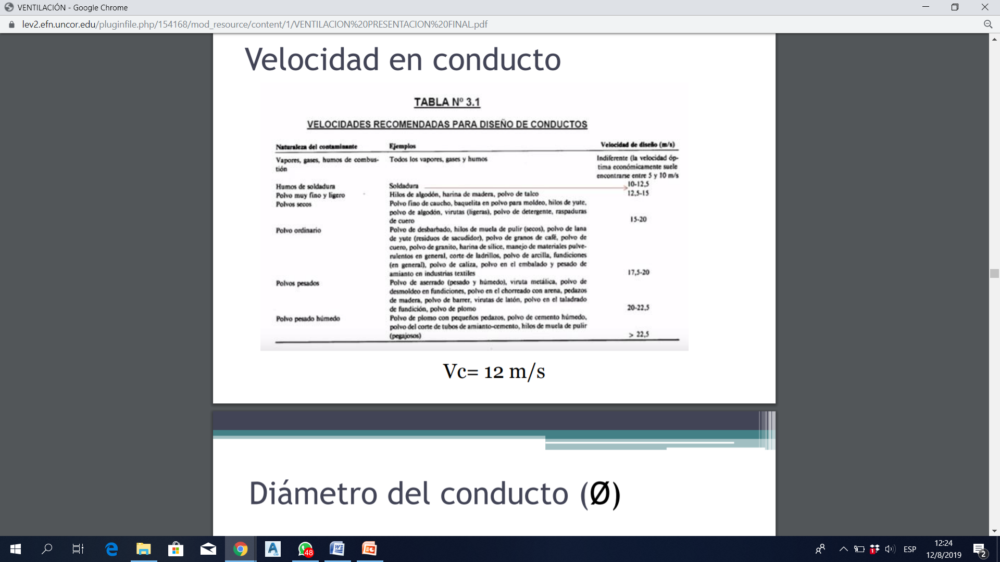 VENTILACIÓN - Google Chrome
lev2.efn.uncor.edu/pluginfile.php/154168/mod_resource/content/1/VENTILACION%20PRESENTACION%20FINAL.pdf
Velocidad en conducto
TABLA Nº 3.1
VELOCIDADES RECOMENDADAS PARA DISEÑO DE CONDUCTOS
Naturaleza del contaminante Ejemplos Velocidad de diseño (m/s)
Vapores, gases, humos de combus- Todos los vapores, gases y humos Indiferente (la velocidad óp-
tión tima económicamente suele
encontrarse entre 5 y 10 m/s
Humos de soldadura Soldadura 10-12,5
Polvo muy fino y ligero Hilos de algodón, harina de madera, polvo de talco 12,5-15
Polvos secos Polvo fino de caucho, baquelita en polvo para moldeo, hilos de yute,
polvo de algodón, virutas (ligeras), polvo de detergente, raspaduras
de cuero 15-20
Polvo ordinario Polvo de desbarbado, hilos de muela de pulir (secos), polvo de lana
de yute (residuos de sacudidor), polvo de granos de café, polvo de
cuero, polvo de granito, harina de sílice, manejo de materiales pulve-
rulentos en general, corte de ladrillos, polvo de arcilla, fundiciones
(en general), polvo de caliza, polvo en el embalado y pesado de
amianto en industrias textiles 17,5-20
Polvos pesados Polvo de aserrado (pesado y húmedo), viruta metálica, polvo de
desmoldeo en fundiciones, polvo en el chorreado con arena, pedazos
de madera, polvo de barrer, virutas de latón, polvo en el taladrado
de fundición, polvo de plomo 20-22,5
Polvo pesado húmedo Polvo de plomo con pequeños pedazos, polvo de cemento húmedo,
polvo del corte de tubos de amianto-cemento, hilos de muela de pulir
(pegajosos) > 22,5
Vc= 12 m/s
Diámetro del conducto (Ø)
48
1
ESP
12:24
12/8/2019
2